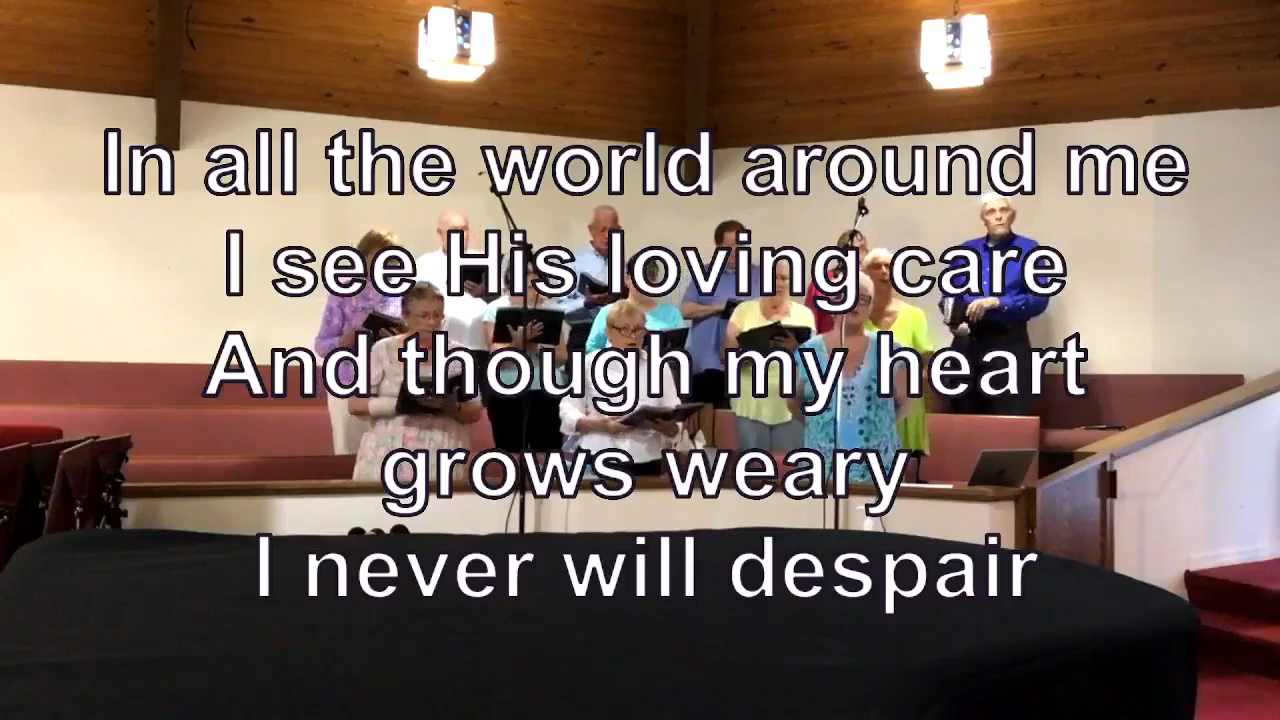 In all the world around me
I see His loving care
And though my heart
grows weary
I never will despair